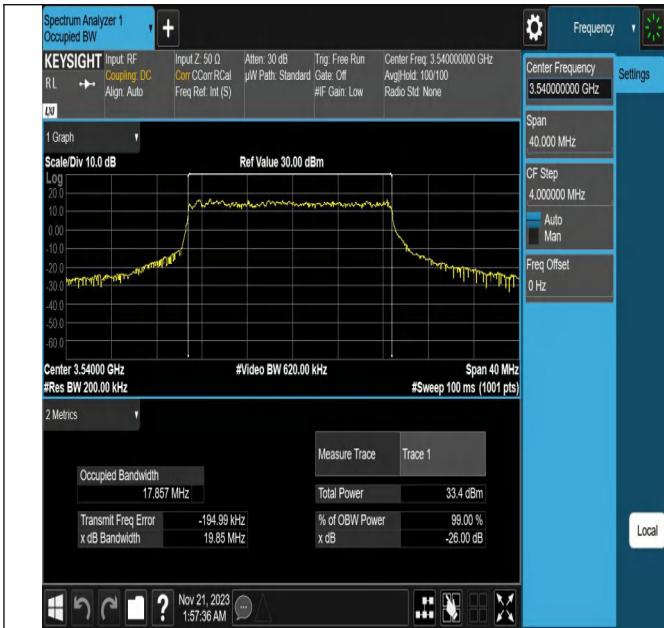 Spectrum Analyzer 1
Occupied BW
Frequency
KEYSIGHT
RL
LXI
Input: RF
Coupling: DC
Align: Auto
Input Z: 50 Ω
Corr CCorr RCal
Freq Ref: Int (S)
Atten: 30 dB
µW Path: Standard
Trig: Free Run
Gate: Off
#IF Gain: Low
Center Freq: 3.540000000 GHz
Avg|Hold: 100/100
Radio Std: None
Center Frequency
3.540000000 GHz
Settings
Span
40.000 MHz
CF Step
4.000000 MHz
Auto
Man
Freq Offset
0 Hz
Local
1 Graph
Scale/Div 10.0 dB
Ref Value 30.00 dBm
Log
20.0
10.0
0.00
-10.0
-20.0
-30.0
-40.0
-50.0
-60.0
Center 3.54000 GHz
#Video BW 620.00 kHz
Span 40 MHz
#Res BW 200.00 kHz
#Sweep 100 ms (1001 pts)
2 Metrics
Measure Trace
Trace 1
Occupied Bandwidth
17.857 MHz
Total Power
33.4 dBm
Transmit Freq Error
-194.99 kHz
% of OBW Power
99.00 %
x dB Bandwidth
19.85 MHz
x dB
-26.00 dB
Nov 21, 2023
1:57:36 AM